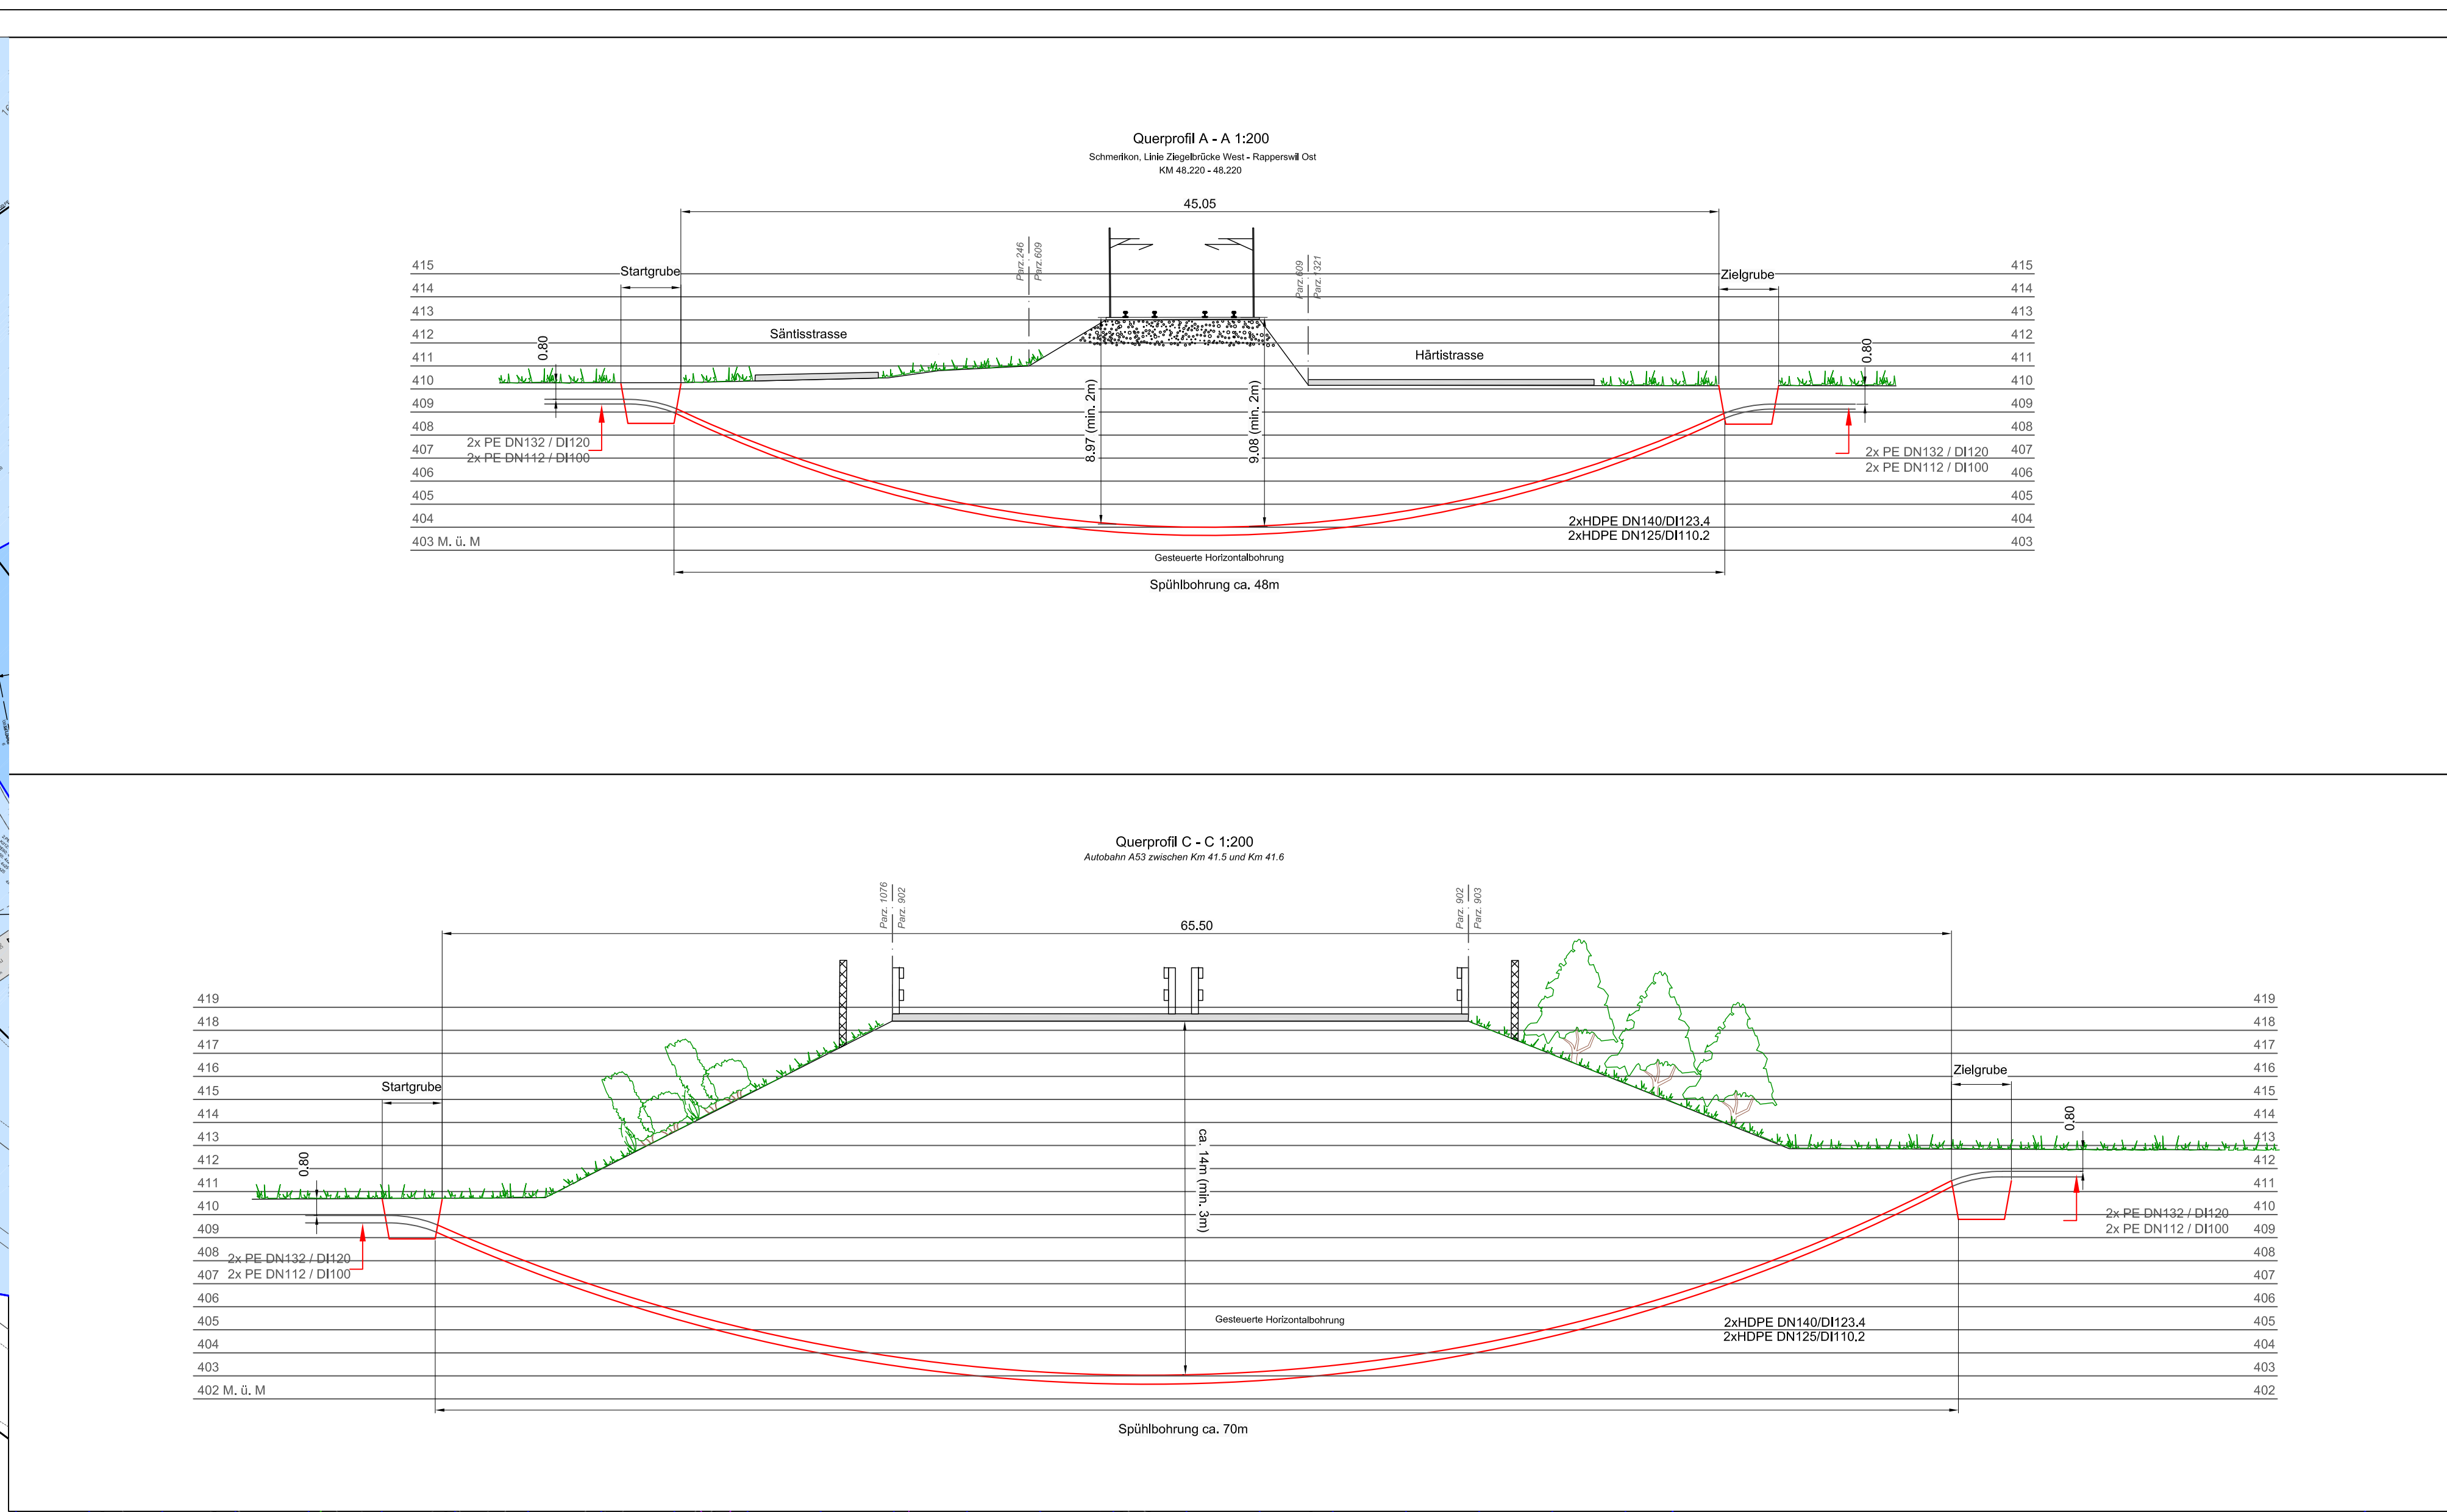 Querprofil A - A 1:200
Schmerikon, Linie Ziegelbrücke West - Rapperswil Ost
KM 48.220 - 48.220
45.05
Parz.246
Parz.609
Parz.609
Parz.1321
415
Startgrube
Zielgrube
415
414
414
413
413
412
Säntisstrasse
412
0.80
0.80
411
Härtistrasse
411
410
410
409
8.97 (min. 2m)
9.08 (min. 2m)
409
408
408
2x PE DN132 / DI120
407
2x PE DN112 / DI100
2x PE DN132 / DI120
407
2x PE DN112 / DI100
406
406
405
405
404
2xHDPE DN140/DI123.4
404
2xHDPE DN125/DI110.2
403 M. ü. M
403
Gesteuerte Horizontalbohrung
Spühlbohrung ca. 48m
Querprofil C - C 1:200
Autobahn A53 zwischen Km 41.5 und Km 41.6
Parz. 1076
Parz. 902
Parz. 902
Parz. 903
65.50
419
419
418
418
417
417
416
Zielgrube
416
Startgrube
415
415
414
414
0.80
413
413
412
0.80
ca. 14m (min. 3m)
412
411
411
410
2x PE DN132 / DI120
410
409
2x PE DN112 / DI100
409
408
2x PE DN132 / DI120
408
407
2x PE DN112 / DI100
407
406
406
405
Gesteuerte Horizontalbohrung
2xHDPE DN140/DI123.4
405
2xHDPE DN125/DI110.2
404
404
403
403
402 M. ü. M
402
Spühlbohrung ca. 70m